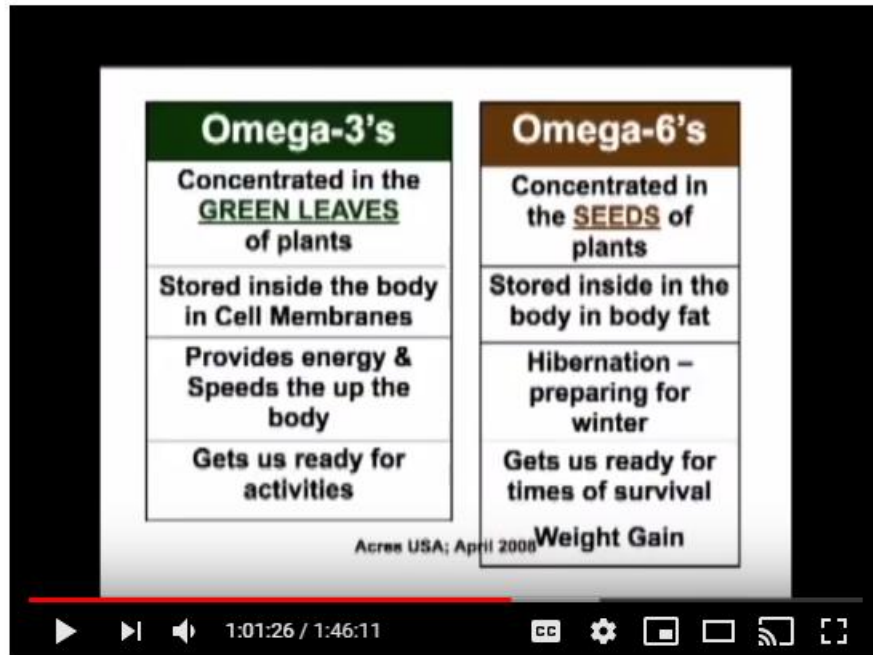 Omega-3's
Concentrated in the
GREEN LEAVES
of plants
Stored inside the body
in Cell Membranes
Provides energy &
Speeds the up the
body
Gets us ready for
activities
Omega-6's
Concentrated in
the SEEDS of
plants
Stored inside in the
body in body fat
Hibernation –
preparing for
winter
Gets us ready for
times of survival
Weight Gain
Acres USA; April 2008
1:01:26 / 1:46:11
CC